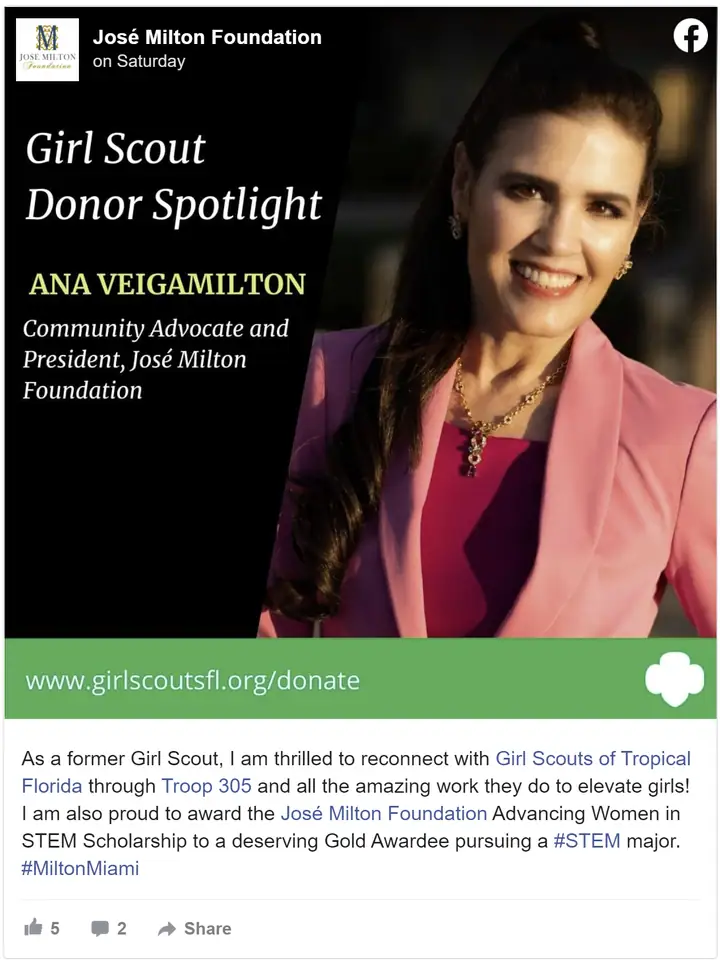 JOSÉ MILTON
Foundation
José Milton Foundation
on Saturday
Girl Scout
Donor Spotlight
ANA VEIGAMILTON
Community Advocate and
President, José Milton
Foundation
www.girlscoutsfl.org/donate
As a former Girl Scout, I am thrilled to reconnect with Girl Scouts of Tropical
Florida through Troop 305 and all the amazing work they do to elevate girls!
I am also proud to award the José Milton Foundation Advancing Women in
STEM Scholarship to a deserving Gold Awardee pursuing a #STEM major.
#MiltonMiami
5
2
Share